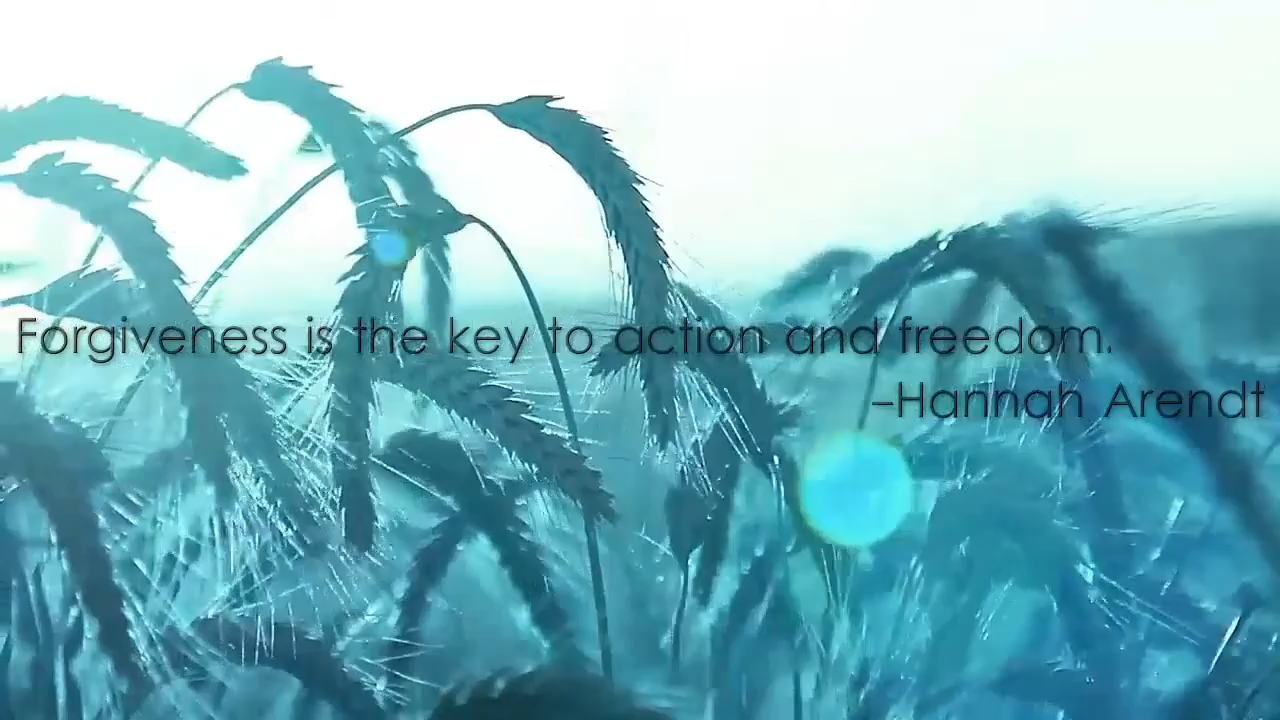 Forgiveness is the key to action and freedom.
–Hannah Arendt